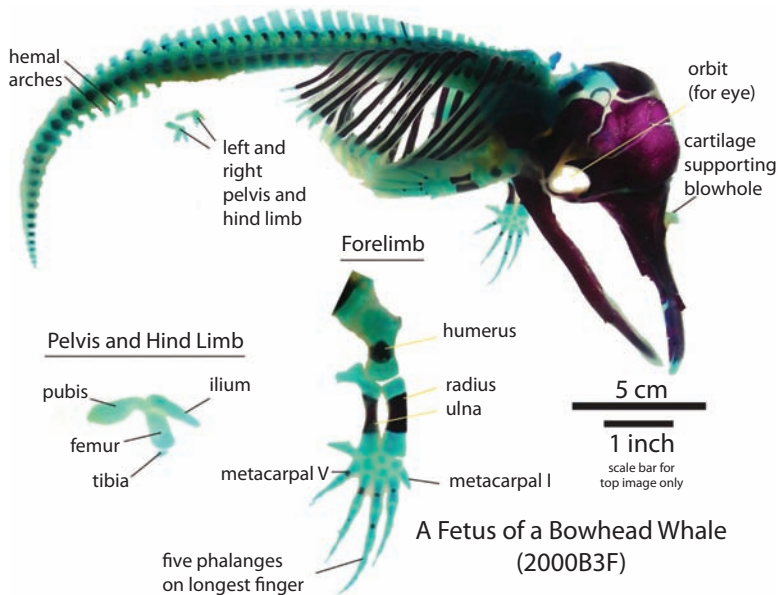 hemal
arches
left and
right
pelvis and
hind limb
orbit
(for eye)
cartilage
supporting
blowhole
Forelimb
humerus
radius
ulna
metacarpal V
metacarpal I
five phalanges
on longest finger
Pelvis and Hind Limb
pubis
ilium
femur
tibia
5 cm
1 inch
scale bar for
top image only
A Fetus of a Bowhead Whale
(2000B3F)